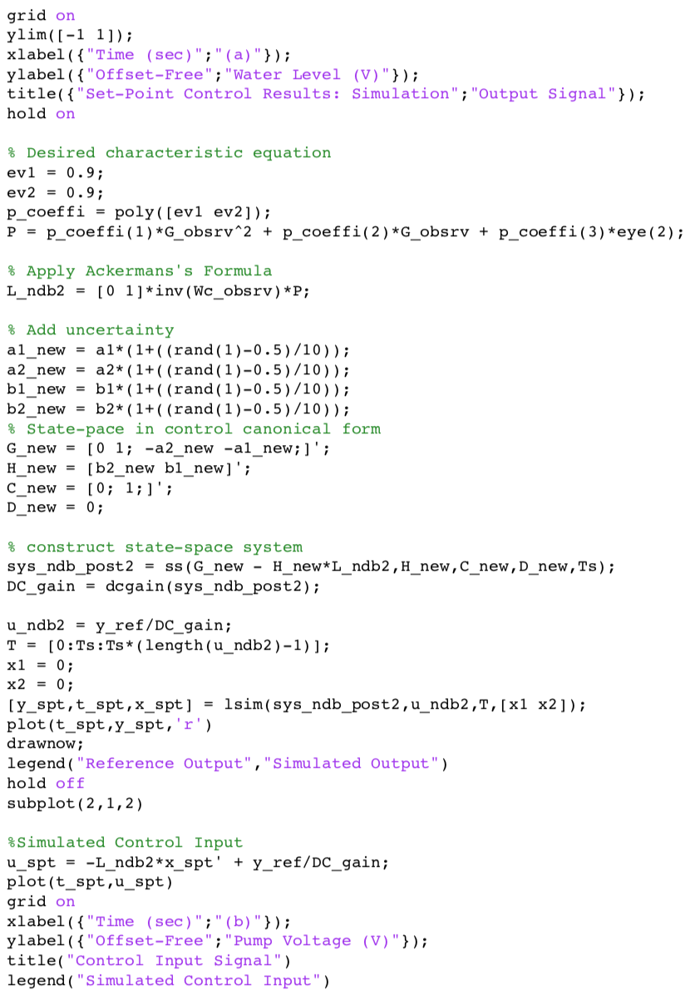 grid on
ylim([-1 1]);
xlabel({"Time (sec)";"(a)"});
ylabel({"Offset-Free";"Water Level (V)"});
title({"Set-Point Control Results: Simulation";"Output Signal"});
hold on
% Desired characteristic equation
ev1 = 0.9;
ev2 = 0.9;
p_coeffi = poly([ev1 ev2]);
P = p_coeffi(1)*G_obsrv^2 + p_coeffi(2)*G_obsrv + p_coeffi(3)*eye(2);
% Apply Ackermans's Formula
L_ndb2 = [0 1]*inv(Wc_obsrv)*P;
% Add uncertainty
a1_new = a1*(1+((rand(1)-0.5)/10));
a2_new = a2*(1+((rand(1)-0.5)/10));
b1_new = b1*(1+((rand(1)-0.5)/10));
b2_new = b2*(1+((rand(1)-0.5)/10));
% State-pace in control canonical form
G_new = [0 1; -a2_new -a1_new;]';
H_new = [b2_new b1_new]';
C_new = [0; 1;]';
D_new = 0;
% construct state-space system
sys_ndb_post2 = ss(G_new - H_new*L_ndb2,H_new,C_new,D_new,Ts);
DC_gain = dcgain(sys_ndb_post2);
u_ndb2 = y_ref/DC_gain;
T = [0:Ts:Ts*(length(u_ndb2)-1)];
x1 = 0;
x2 = 0;
[y_spt,t_spt,x_spt] = lsim(sys_ndb_post2,u_ndb2,T,[x1 x2]);
plot(t_spt,y_spt,'r')
drawnow;
legend("Reference Output","Simulated Output")
hold off
subplot(2,1,2)
%Simulated Control Input
u_spt = -L_ndb2*x_spt' + y_ref/DC_gain;
plot(t_spt,u_spt)
grid on
xlabel({"Time (sec)";"(b)"});
ylabel({"Offset-Free";"Pump Voltage (V)"});
title("Control Input Signal")
legend("Simulated Control Input")